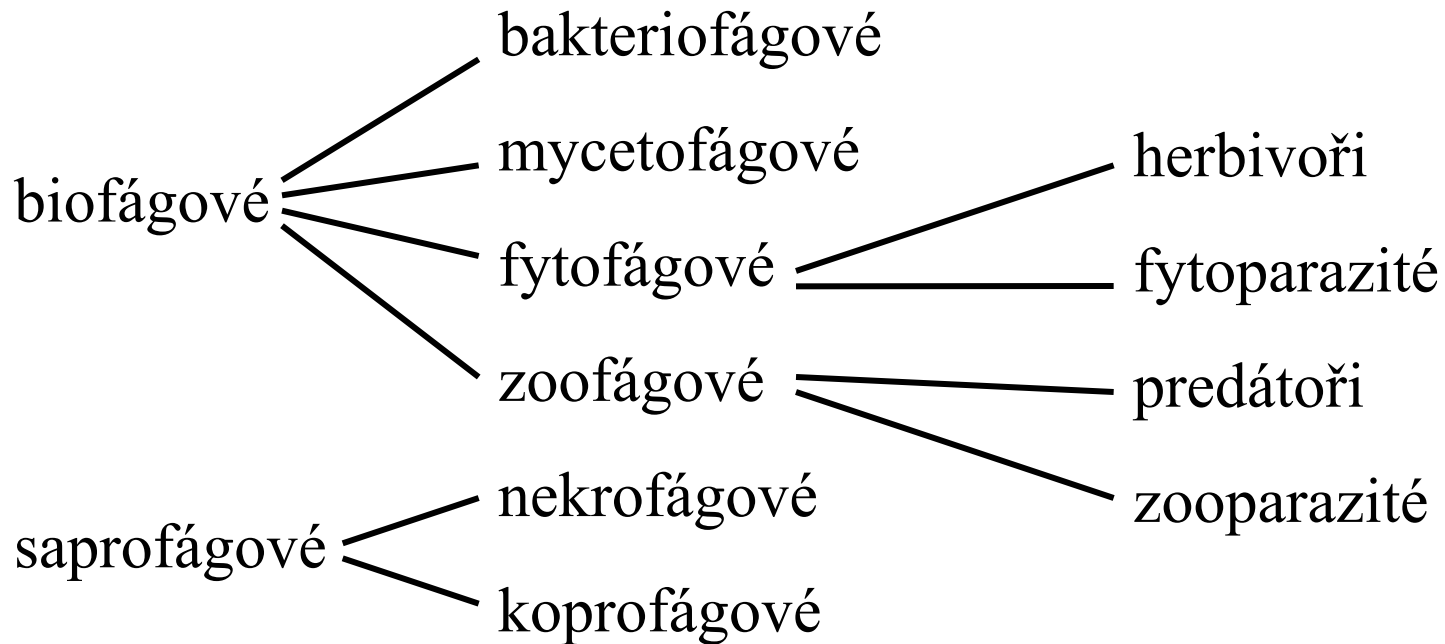 bakteriofágové
mycetofágové
herbivoři
biofágové
fytofágové
fytoparazité
zoofágové
predátoři
nekrofágové
zooparazité
saprofágové
koprofágové